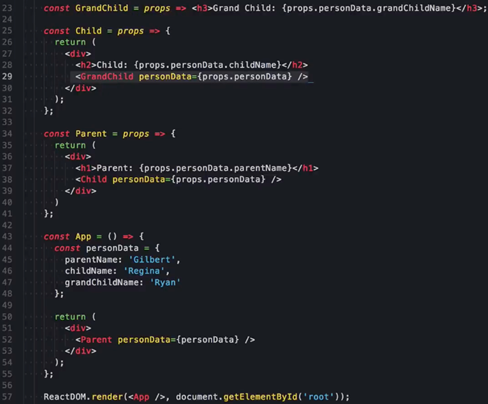 23 const GrandChild = props => <h3>Grand Child: {props.personData.grandChildName}</h3>;
24
25 const Child = props => {
26 return (
27 <div>
28 <h2>Child: {props.personData.childName}</h2>
29 <GrandChild personData={props.personData} />
30 </div>
31 );
32 };
33
34 const Parent = props => {
35 return (
36 <div>
37 <h1>Parent: {props.personData.parentName}</h1>
38 <Child personData={props.personData} />
39 </div>
40 )
41 };
42
43 const App = () => {
44 const personData = {
45 parentName: 'Gilbert',
46 childName: 'Regina',
47 grandChildName: 'Ryan'
48 };
49
50 return (
51 <div>
52 <Parent personData={personData} />
53 </div>
54 );
55 };
56
57 ReactDOM.render(<App />, document.getElementById('root'));